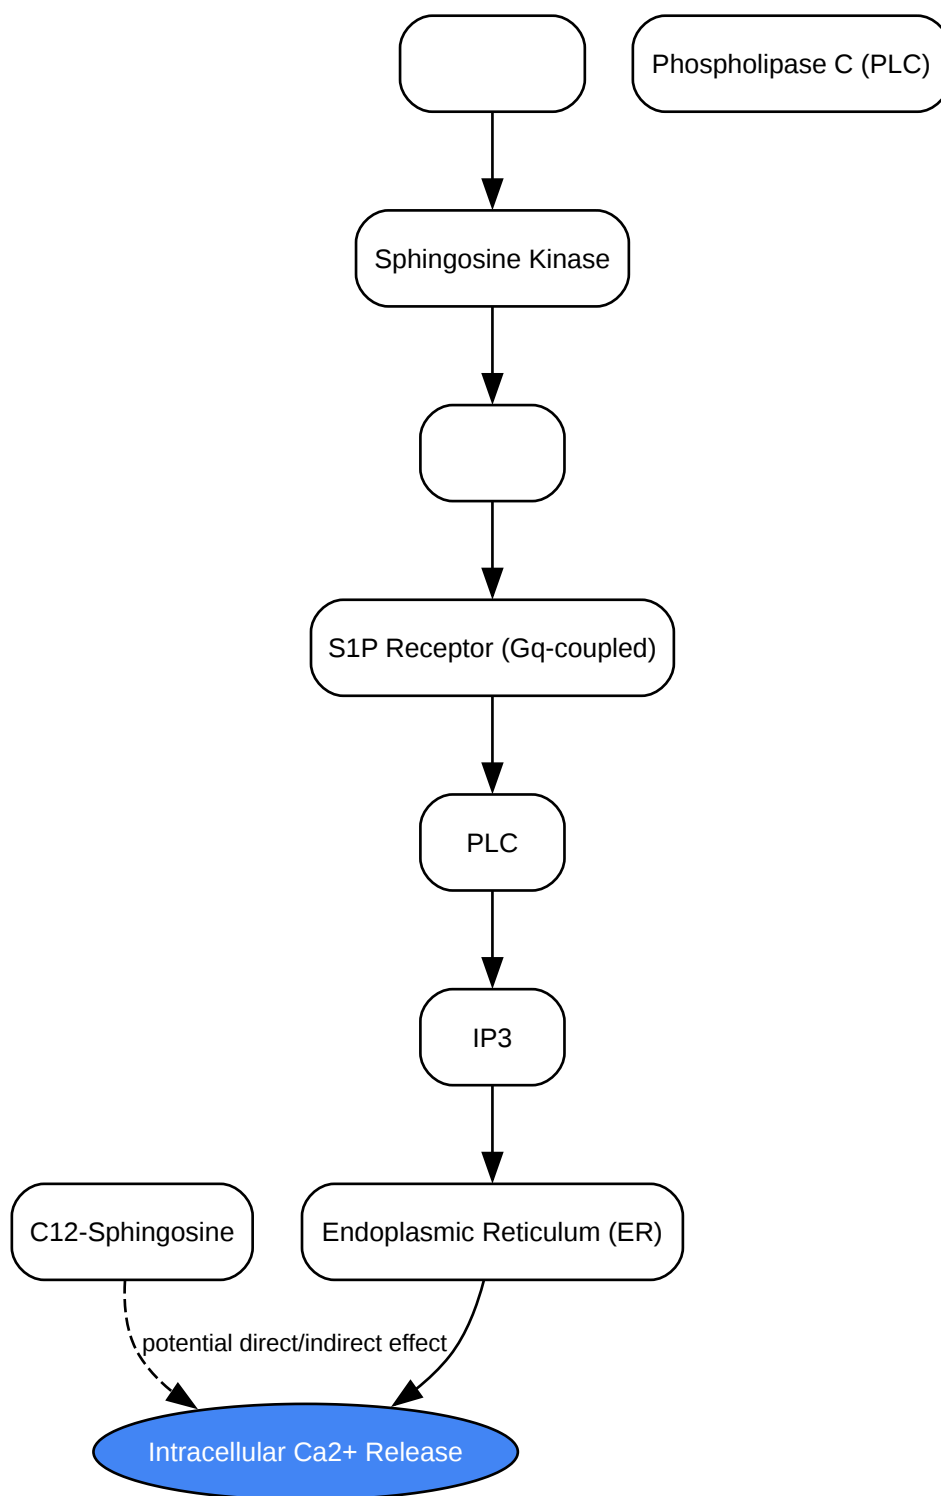 Phospholipase C (PLC)
Sphingosine Kinase
S1P Receptor (Gq-coupled)
PLC
IP3
C12-Sphingosine
Endoplasmic Reticulum (ER)
potential direct/indirect effect
Intracellular Ca2+ Release